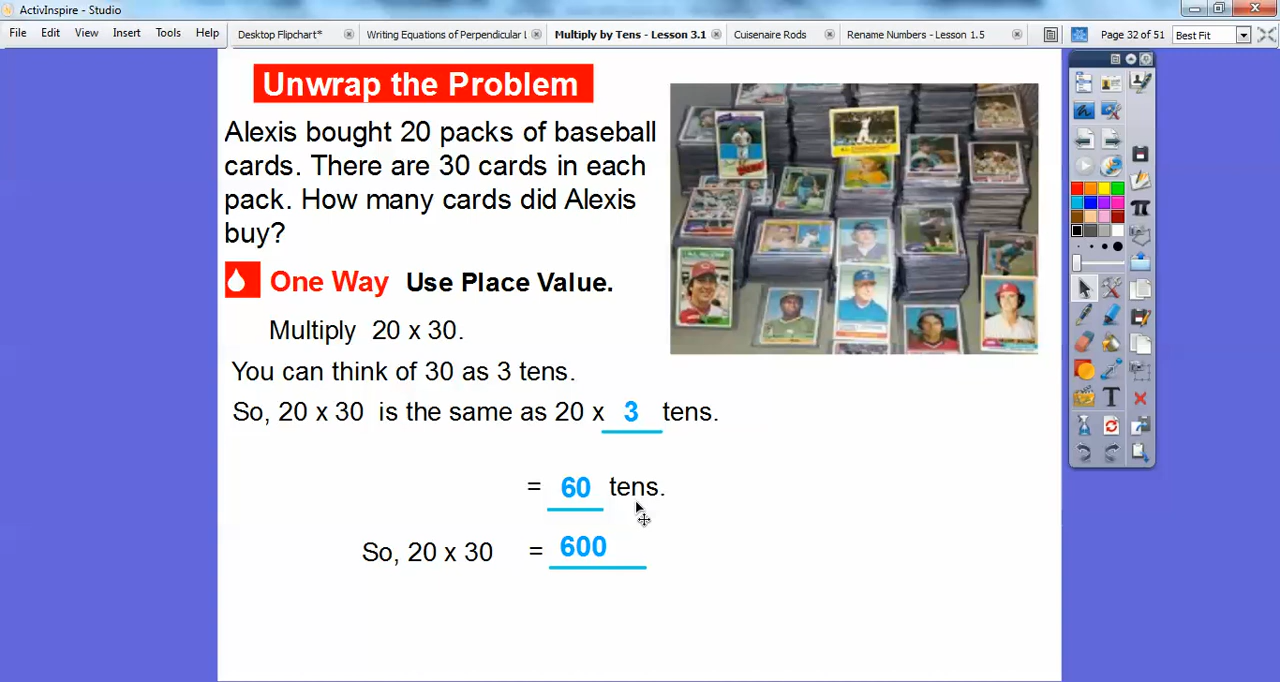 ActivInspire - Studio
File Edit View Insert Tools Help
Desktop Flipchart* Writing Equations of Perpendicular L Multiply by Tens - Lesson 3.1 Cuisenaire Rods Rename Numbers - Lesson 1.5
Page 32 of 51 Best Fit
Unwrap the Problem
Alexis bought 20 packs of baseball
cards. There are 30 cards in each
pack. How many cards did Alexis
buy?
One Way Use Place Value.
Multiply 20 x 30.
You can think of 30 as 3 tens.
So, 20 x 30 is the same as 20 x 3 tens.
= 60 tens.
So, 20 x 30 = 600